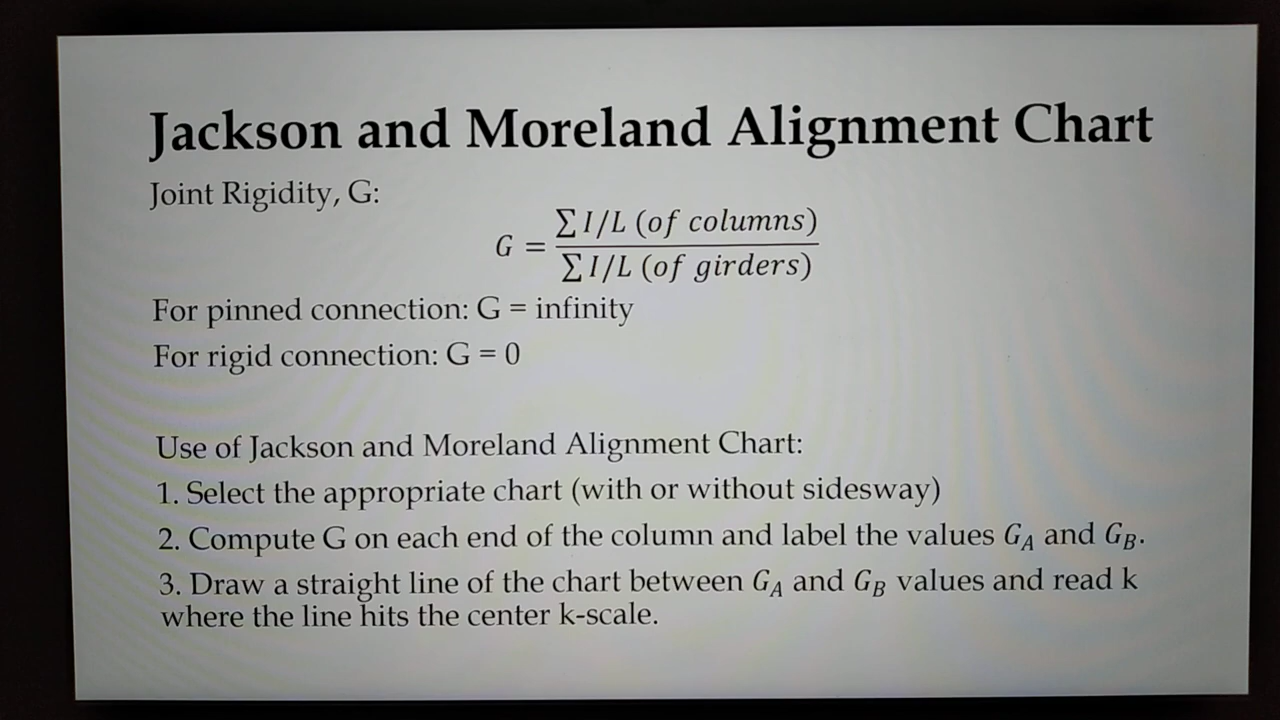 Jackson and Moreland Alignment Chart
Joint Rigidity, G:
G = ∑ I/L (of columns) / ∑ I/L (of girders)
For pinned connection: G = infinity
For rigid connection: G = 0
Use of Jackson and Moreland Alignment Chart:
1. Select the appropriate chart (with or without sidesway)
2. Compute G on each end of the column and label the values G_A and G_B.
3. Draw a straight line of the chart between G_A and G_B values and read k
where the line hits the center k-scale.